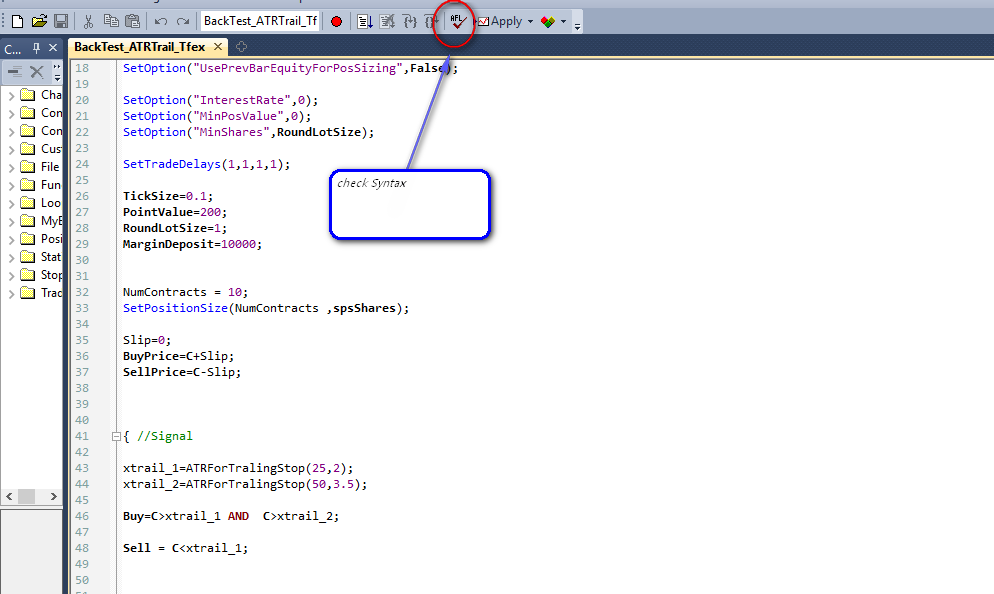 BackTest_ATRTrail_Tf
AFL
Apply
C...
BackTest_ATRTrail_Tfex
Cha
Con
Con
Cus
File
Fun
Loo
MyE
Posi
Stat
Stop
Trac
18 SetOption("UsePrevBarEquityForPosSizing",False);
19
20 SetOption("InterestRate",0);
21 SetOption("MinPosValue",0);
22 SetOption("MinShares",RoundLotSize);
23
24 SetTradeDelays(1,1,1,1);
check Syntax
25
26 TickSize=0.1;
27 PointValue=200;
28 RoundLotSize=1;
29 MarginDeposit=10000;
30
31
32 NumContracts = 10;
33 SetPositionSize(NumContracts ,spsShares);
34
35 Slip=0;
36 BuyPrice=C+Slip;
37 SellPrice=C-Slip;
38
39
40
41 { //Signal
42
43 xtrail_1=ATRForTralingStop(25,2);
44 xtrail_2=ATRForTralingStop(50,3.5);
45
46 Buy=C>xtrail_1 AND  C>xtrail_2;
47
48 Sell = C<xtrail_1;
49
50